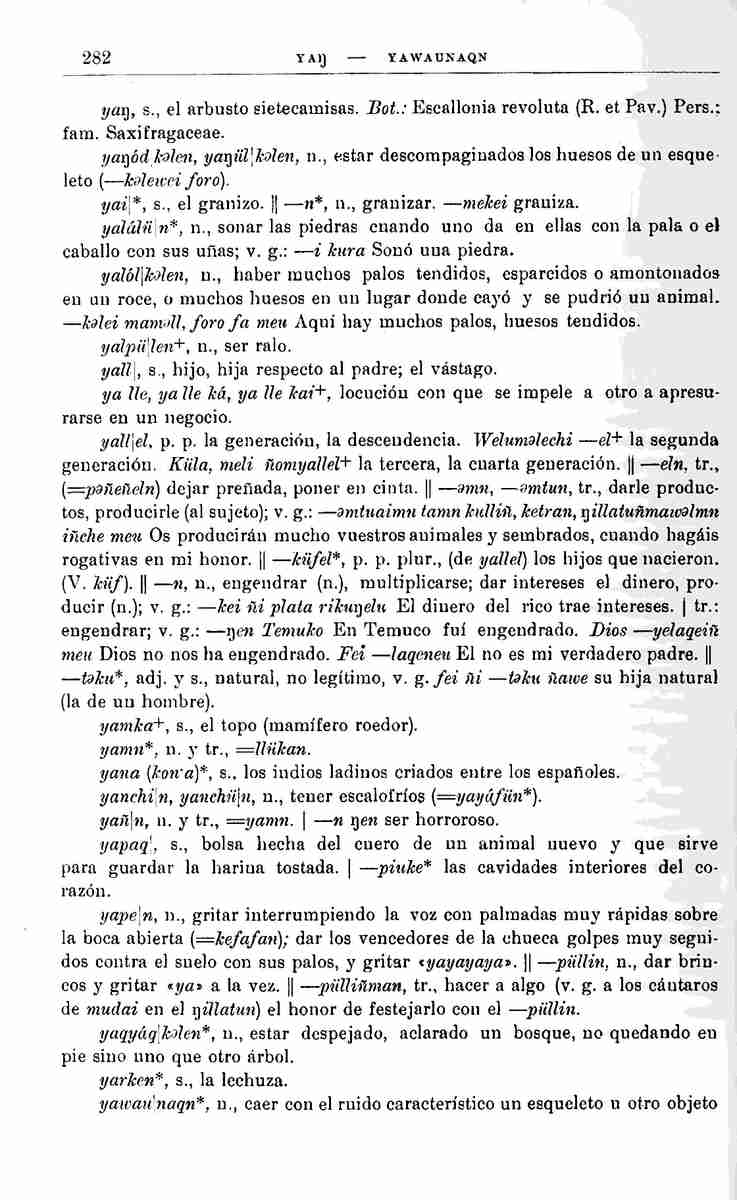 282 YAŊ — YAWAUNAQN
yaŋ, s., el arbusto sietecamisas. Bot.: Escallonia revoluta (R. et Pav.) Pers.;
fam. Saxifragaceae.
yaŋód kəlen, yaŋül|kəlen, n., estar descompaginados los huesos de un esque-
leto (—kəlewei foro).
yai|*, s., el granizo. || —n*, n., granizar. —mekei graniza.
yalálü|n*, n., sonar las piedras cuando uno da en ellas con la pala o el
caballo con sus uñas; v. g.: —i kura Sonó una piedra.
yalól|kəlen, n., haber muchos palos tendidos, esparcidos o amontonados
en un roce, o muchos huesos en un lugar donde cayó y se pudrió un animal.
—kəlei maməll, foro fa meu Aquí hay muchos palos, huesos tendidos.
yalpü|len+, n., ser ralo.
yall|, s., hijo, hija respecto al padre; el vástago.
ya lle, ya lle ká, ya lle kai+, locución con que se impele a otro a apresu-
rarse en un negocio.
yall|el, p. p. la generación, la descendencia. Welumələchi —el+ la segunda
generación. Küla, meli ñomyallel+ la tercera, la cuarta generación. || —eln, tr.,
(=pəñeñeln) dejar preñada, poner en cinta. || —əmn, —əmtun, tr., darle produc-
tos, producirle (al sujeto); v. g.: —əmtuaimn tamn kulliñ, ketran, ŋillatuñmawəlmn
iñche meu Os producirán mucho vuestros animales y sembrados, cuando hagáis
rogativas en mi honor. || —küfel*, p. p. plur., (de yallel) los hijos que nacieron.
(V. küf). || —n, n., engendrar (n.), multiplicarse; dar intereses el dinero, pro-
ducir (n.); v. g.: —kei ñi plata rikuŋelu El dinero del rico trae intereses. | tr.:
engendrar; v. g.: —ŋen Temuko En Temuco fuí engendrado. Dios —yelaqeiñ
meu Dios no nos ha engendrado. Fei —laqeneu El no es mi verdadero padre. ||
—təku*, adj. y s., natural, no legítimo, v. g. fei ñi —təku ñawe su hija natural
(la de un hombre).
yamka+, s., el topo (mamífero roedor).
yamn*, n. y tr., =llükan.
yana (kon'a)*, s., los indios ladinos criados entre los españoles.
yanchi|n, yanchü|n, n., tener escalofríos (=yayáfün*).
yañ|n, n. y tr., =yamn. | —n ŋen ser horroroso.
yapaq|, s., bolsa hecha del cuero de un animal nuevo y que sirve
para guardar la harina tostada. | —piuke* las cavidades interiores del co-
razón.
yape|n, n., gritar interrumpiendo la voz con palmadas muy rápidas sobre
la boca abierta (=kefafan); dar los vencedores de la chueca golpes muy segui-
dos contra el suelo con sus palos, y gritar «yayayaya». || —püllin, n., dar brin-
cos y gritar «ya» a la vez. || —pülliñman, tr., hacer a algo (v. g. a los cántaros
de mudai en el ŋillatun) el honor de festejarlo con el —püllin.
yaqyáq|kəlen*, n., estar despejado, aclarado un bosque, no quedando en
pie sino uno que otro árbol.
yarken*, s., la lechuza.
yawau|naqn*, n., caer con el ruido característico un esqueleto u otro objeto